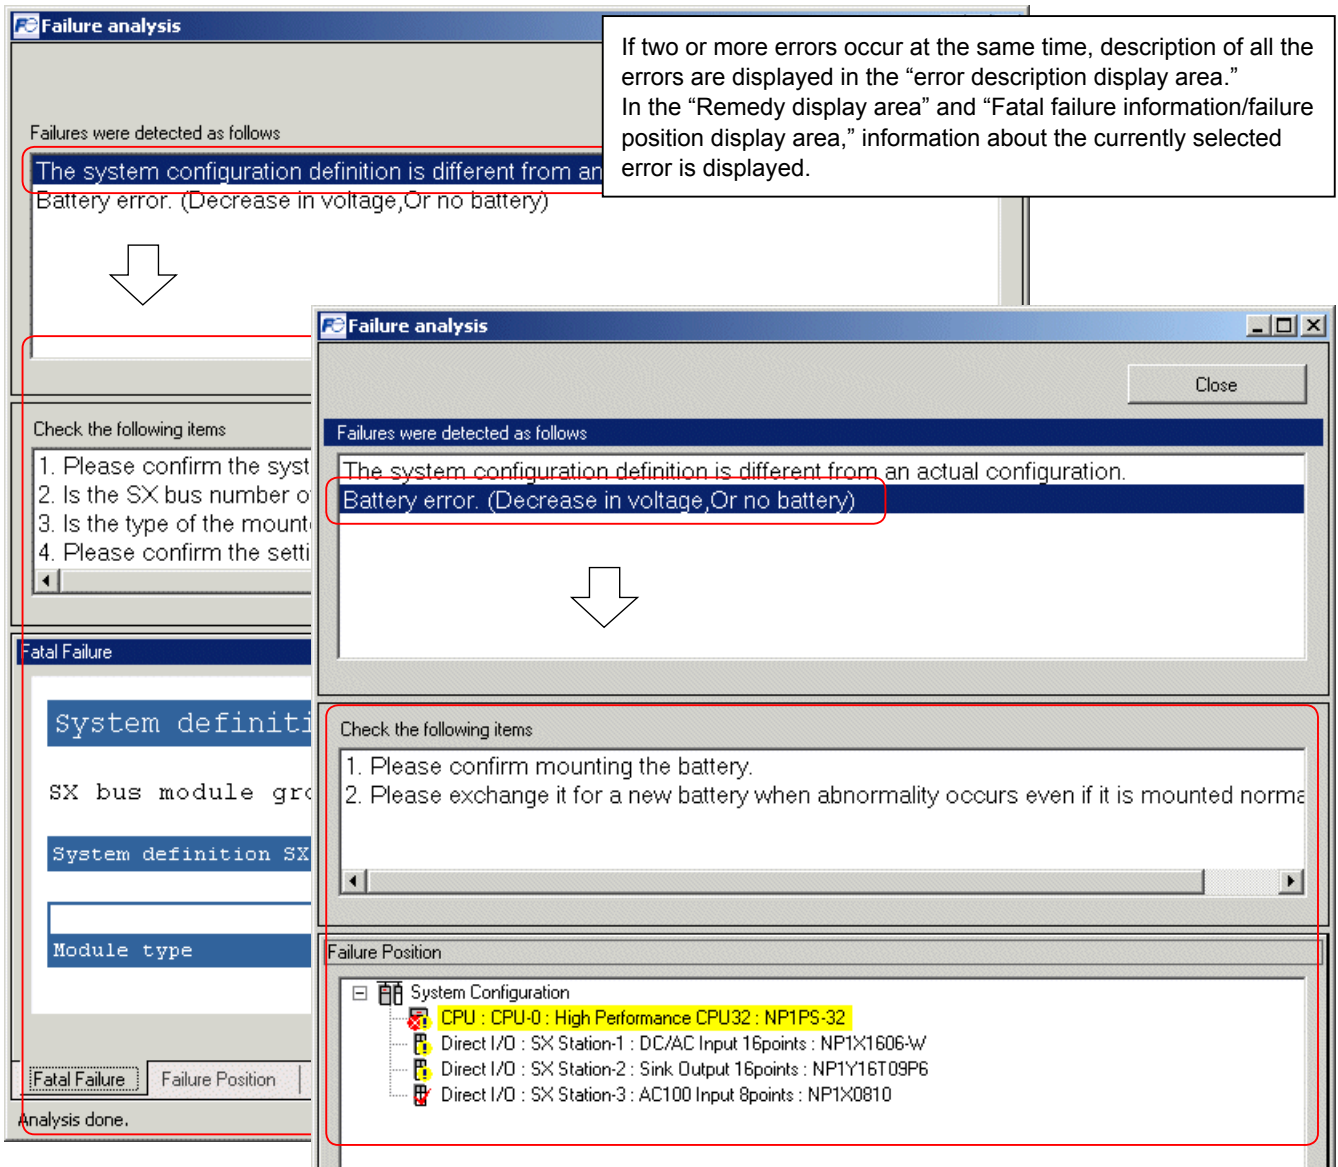 Failure analysis
If two or more errors occur at the same time, description of all the
errors are displayed in the “error description display area.”
In the “Remedy display area” and “Fatal failure information/failure
position display area,” information about the currently selected
error is displayed.
Failures were detected as follows
The system configuration definition is different from an
Battery error. (Decrease in voltage,Or no battery)
Check the following items
1. Please confirm the syst
2. Is the SX bus number o
3. Is the type of the mount
4. Please confirm the setti
Fatal Failure
System definiti
SX bus module gro
System definition SX
Module type
Fatal Failure
Failure Position
Analysis done.
Failure analysis
Close
Failures were detected as follows
The system configuration definition is different from an actual configuration.
Battery error. (Decrease in voltage,Or no battery)
Check the following items
1. Please confirm mounting the battery.
2. Please exchange it for a new battery when abnormality occurs even if it is mounted norma
Failure Position
System Configuration
CPU : CPU-0 : High Performance CPU32 : NP1PS-32
Direct I/O : SX Station-1 : DC/AC Input 16points : NP1X1606-W
Direct I/O : SX Station-2 : Sink Output 16points : NP1Y16T09P6
Direct I/O : SX Station-3 : AC100 Input 8points : NP1X0810